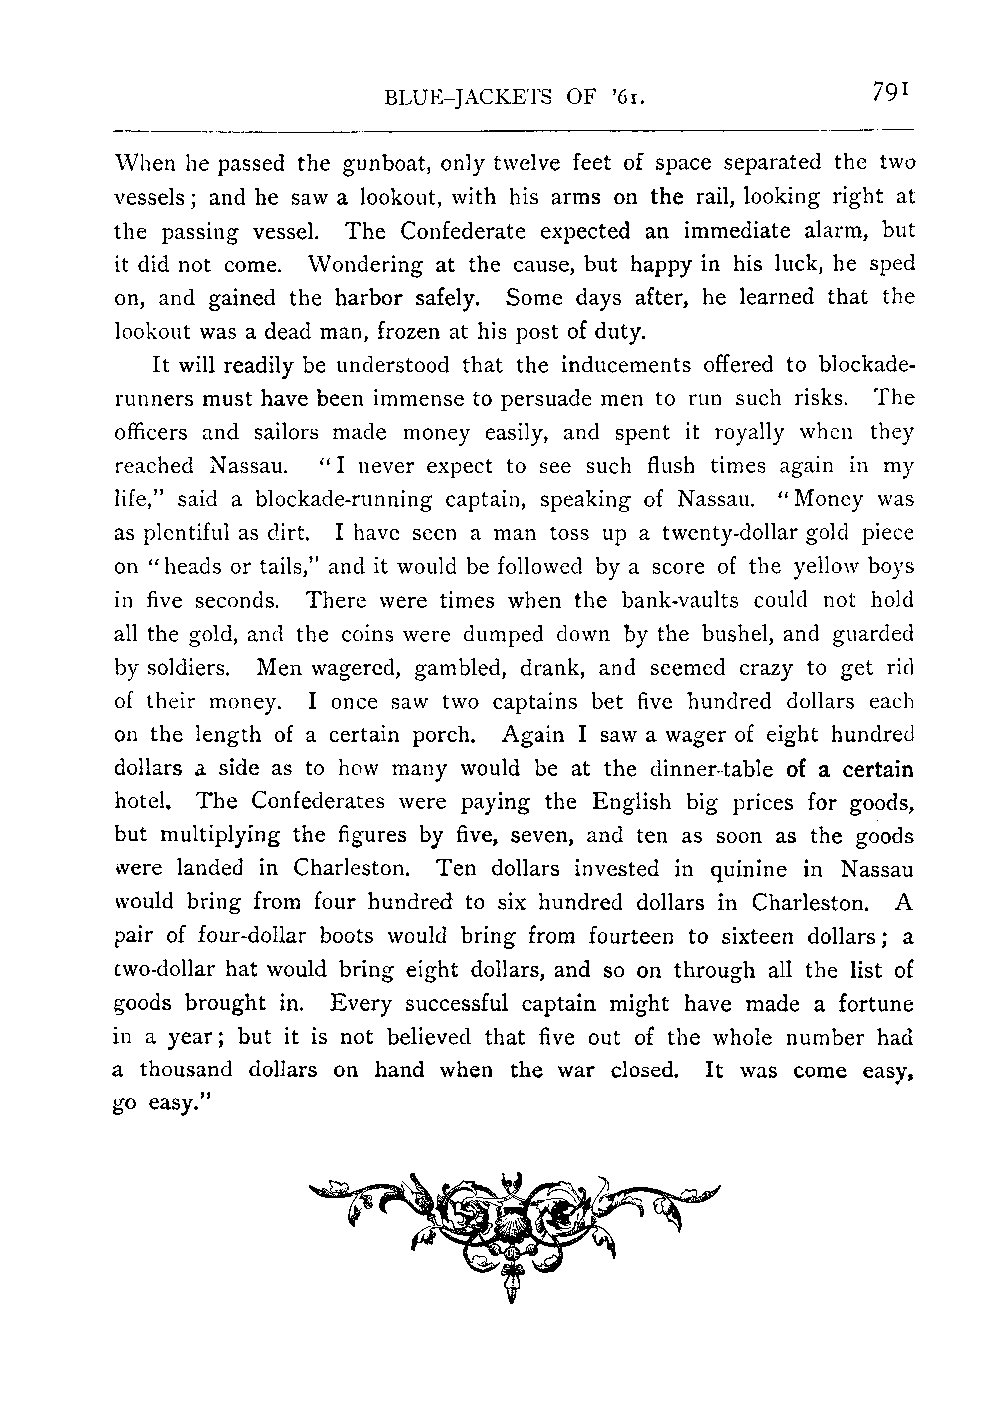 BLUE-JACKETS OF '61. 791
When he passed the gunboat, only twelve feet of space separated the two
vessels; and he saw a lookout, with his arms on the rail, looking right at
the passing vessel. The Confederate expected an immediate alarm, but
it did not come. Wondering at the cause, but happy in his luck, he sped
on, and gained the harbor safely. Some days after, he learned that the
lookout was a dead man, frozen at his post of duty.
It will readily be understood that the inducements offered to blockade-
runners must have been immense to persuade men to run such risks. The
officers and sailors made money easily, and spent it royally when they
reached Nassau. "I never expect to see such flush times again in my
life," said a blockade-running captain, speaking of Nassau. "Money was
as plentiful as dirt. I have seen a man toss up a twenty-dollar gold piece
on "heads or tails," and it would be followed by a score of the yellow boys
in five seconds. There were times when the bank-vaults could not hold
all the gold, and the coins were dumped down by the bushel, and guarded
by soldiers. Men wagered, gambled, drank, and seemed crazy to get rid
of their money. I once saw two captains bet five hundred dollars each
on the length of a certain porch. Again I saw a wager of eight hundred
dollars a side as to how many would be at the dinner-table of a certain
hotel. The Confederates were paying the English big prices for goods,
but multiplying the figures by five, seven, and ten as soon as the goods
were landed in Charleston. Ten dollars invested in quinine in Nassau
would bring from four hundred to six hundred dollars in Charleston. A
pair of four-dollar boots would bring from fourteen to sixteen dollars; a
two-dollar hat would bring eight dollars, and so on through all the list of
goods brought in. Every successful captain might have made a fortune
in a year; but it is not believed that five out of the whole number had
a thousand dollars on hand when the war closed. It was come easy,
go easy."